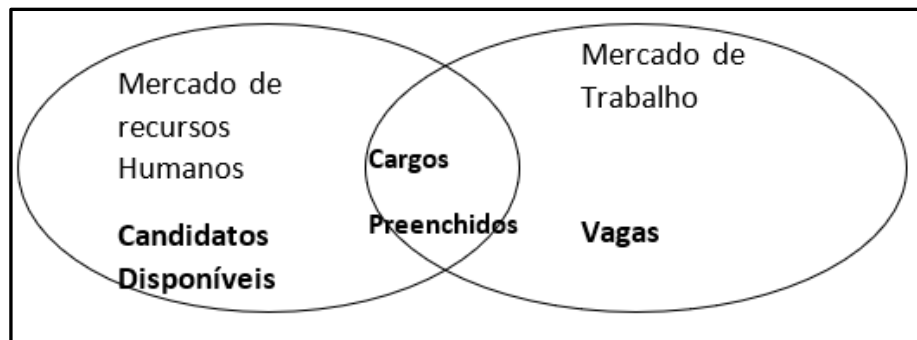 Mercado de
recursos
Humanos
Candidatos
Disponíveis
Cargos
Preenchidos
Mercado de
Trabalho
Vagas